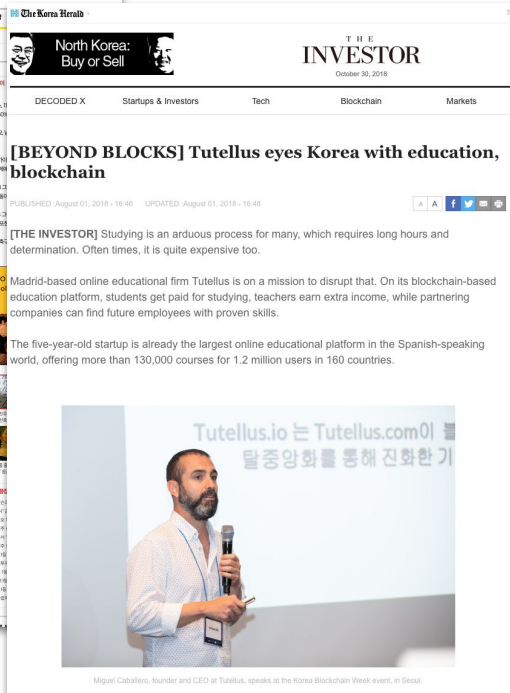 The Korea Herald
North Korea:
Buy or Sell
THE
INVESTOR
October 30, 2018
DECODED X Startups & Investors Tech Blockchain Markets
[BEYOND BLOCKS] Tutellus eyes Korea with education,
blockchain
PUBLISHED :August 01, 2018 - 16:46 UPDATED :August 01, 2018 - 16:48
A A
[THE INVESTOR] Studying is an arduous process for many, which requires long hours and
determination. Often times, it is quite expensive too.
Madrid-based online educational firm Tutellus is on a mission to disrupt that. On its blockchain-based
education platform, students get paid for studying, teachers earn extra income, while partnering
companies can find future employees with proven skills.
The five-year-old startup is already the largest online educational platform in the Spanish-speaking
world, offering more than 130,000 courses for 1.2 million users in 160 countries.
Tutellus.io 는 Tutellus.com이
탈중앙화를 통해 진화한
Miguel Caballero, founder and CEO at Tutellus, speaks at the Korea Blockchain Week event, in Seoul.